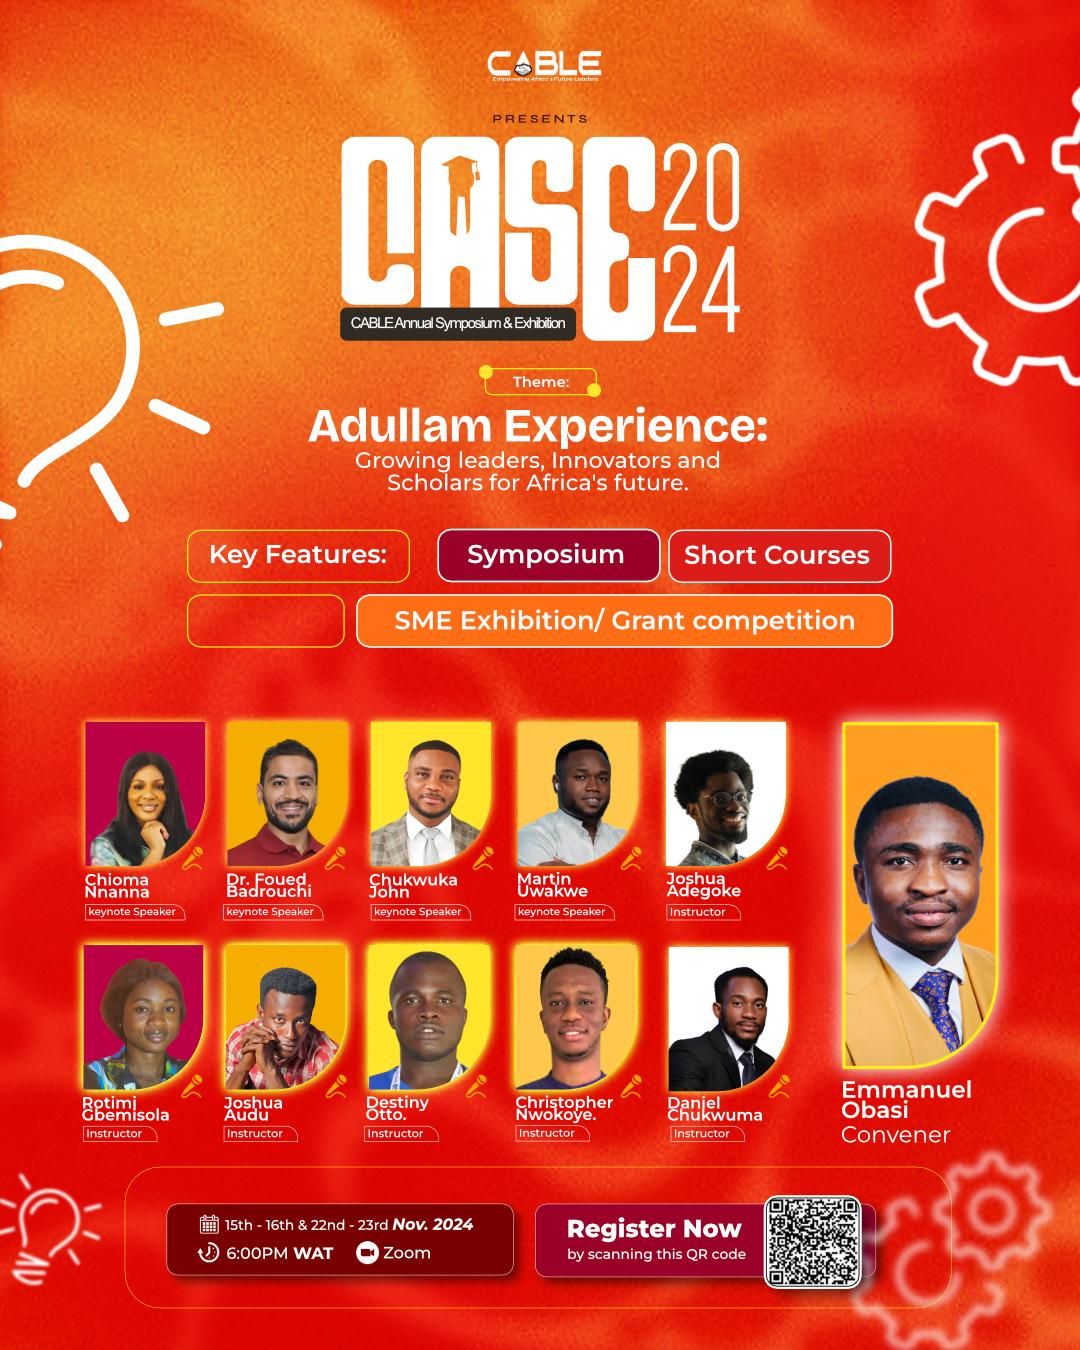 CABLE
Empowering Africa's Future Leaders
PRESENTS
CASE 2024
CABLE Annual Symposium & Exhibition
Theme:
Adullam Experience:
Growing leaders, Innovators and
Scholars for Africa's future.
Key Features:
Symposium
Short Courses
SME Exhibition/ Grant competition
Chioma
Nnanna
keynote Speaker
Dr. Foued
Badrouchi
keynote Speaker
Chukwuka
John
keynote Speaker
Martin
Uwakwe
keynote Speaker
Joshua
Adegoke
Instructor
Rotimi
Gbemisola
Instructor
Joshua
Audu
Instructor
Destiny
Otto.
Instructor
Christopher
Nwokoye.
Instructor
Daniel
Chukwuma
Instructor
Emmanuel
Obasi
Convener
15th - 16th & 22nd - 23rd Nov. 2024
6:00PM WAT
Zoom
Register Now
by scanning this QR code